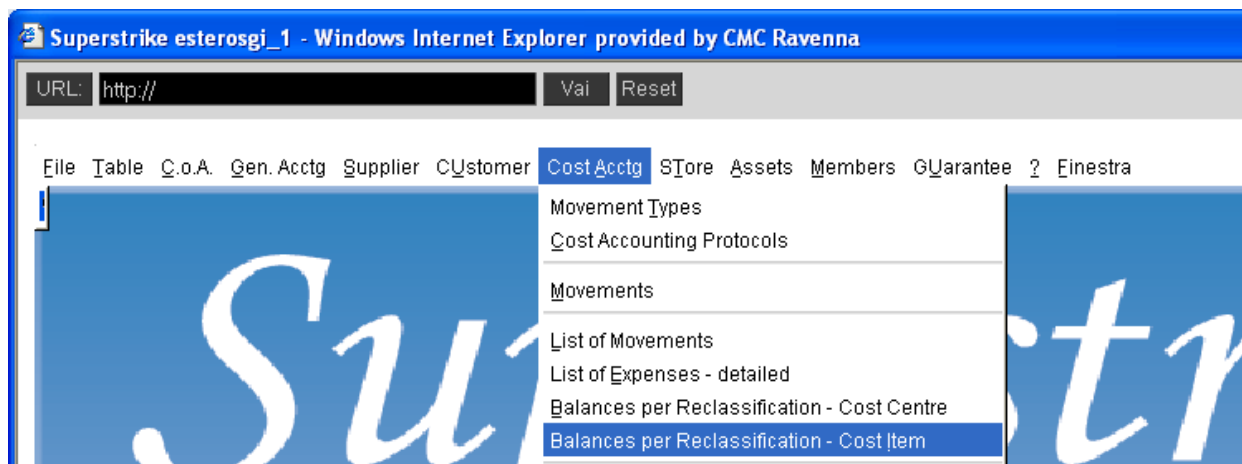 Superstrike esterosgi_1 - Windows Internet Explorer provided by CMC Ravenna
URL: http:// Vai Reset
File Table C.o.A. Gen. Acctg Supplier CUstomer Cost Acctg STore Assets Members GUarantee ? Finestra
Movement Types
Cost Accounting Protocols
Movements
List of Movements
List of Expenses - detailed
Balances per Reclassification - Cost Centre
Balances per Reclassification - Cost Item